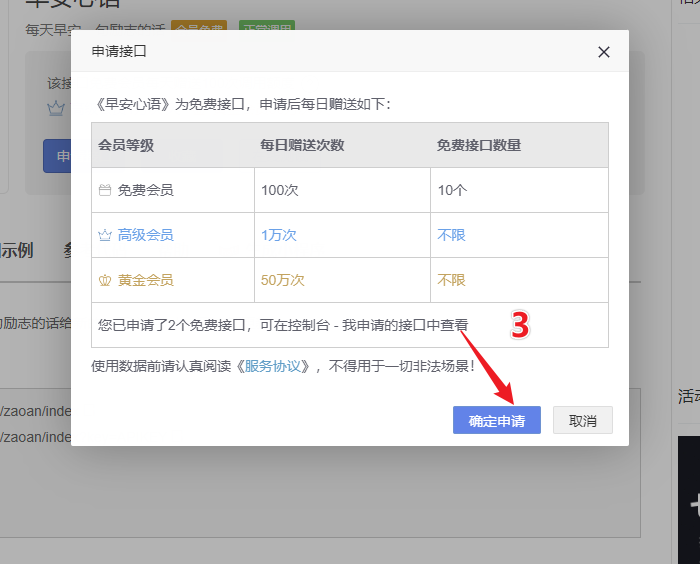 早安心语
每天早安
会员免费
正常调用
申请接口
该接
《早安心语》为免费接口，申请后每日赠送如下：
会员等级 每日赠送次数 免费接口数量
免费会员 100次 10个
高级会员 1万次 不限
黄金会员 50万次 不限
您已申请了2个免费接口，可在控制台 - 我申请的接口中查看
3
使用数据前请认真阅读《服务协议》，不得用于一切非法场景！
确定申请 取消
申
示例
励志的话给
/zaoan/inde
/zaoan/inde
活动